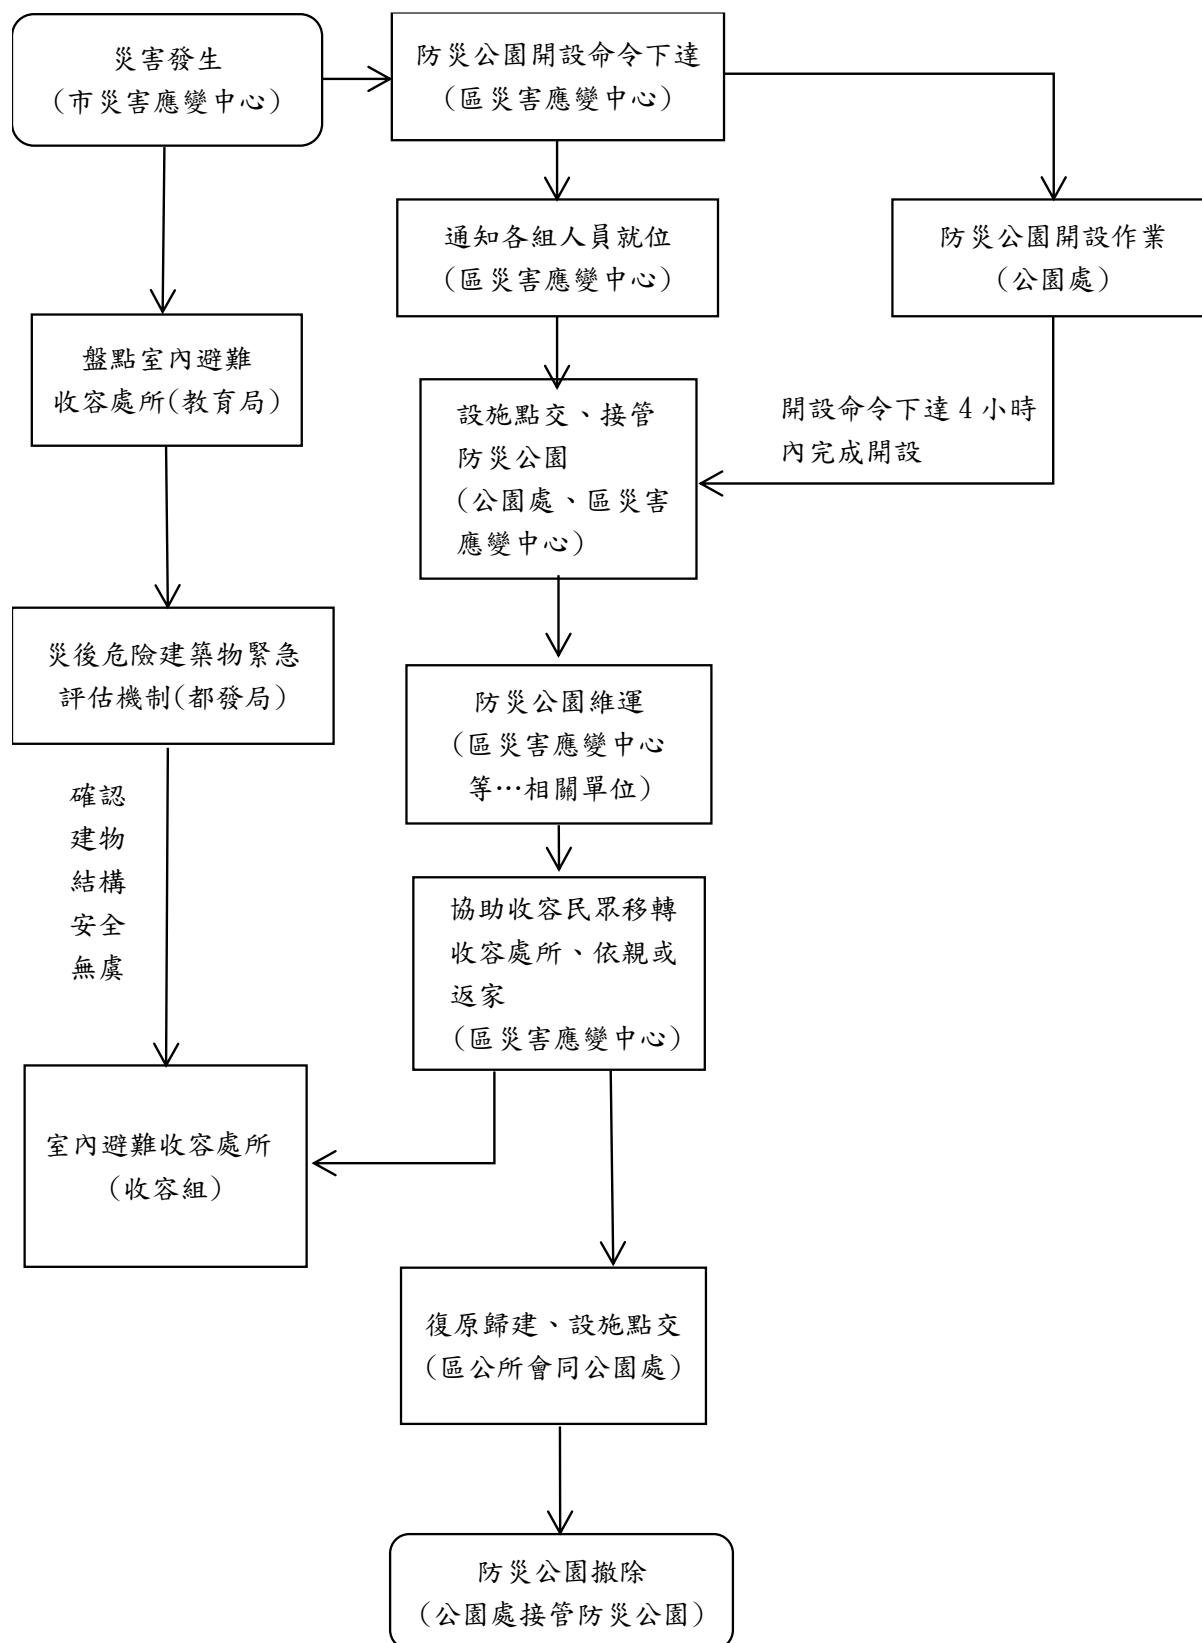 災害發生
(市災害應變中心)
防災公園開設命令下達
(區災害應變中心)
通知各組人員就位
(區災害應變中心)
防災公園開設作業
(公園處)
盤點室內避難
收容處所(教育局)
設施點交、接管
防災公園
(公園處、區災害
應變中心)
開設命令下達 4 小時
內完成開設
災後危險建築物緊急
評估機制(都發局)
防災公園維運
(區災害應變中心
等…相關單位)
確認
建物
結構
安全
無虞
協助收容民眾移轉
收容處所、依親或
返家
(區災害應變中心)
室內避難收容處所
(收容組)
復原歸建、設施點交
(區公所會同公園處)
防災公園撤除
(公園處接管防災公園)